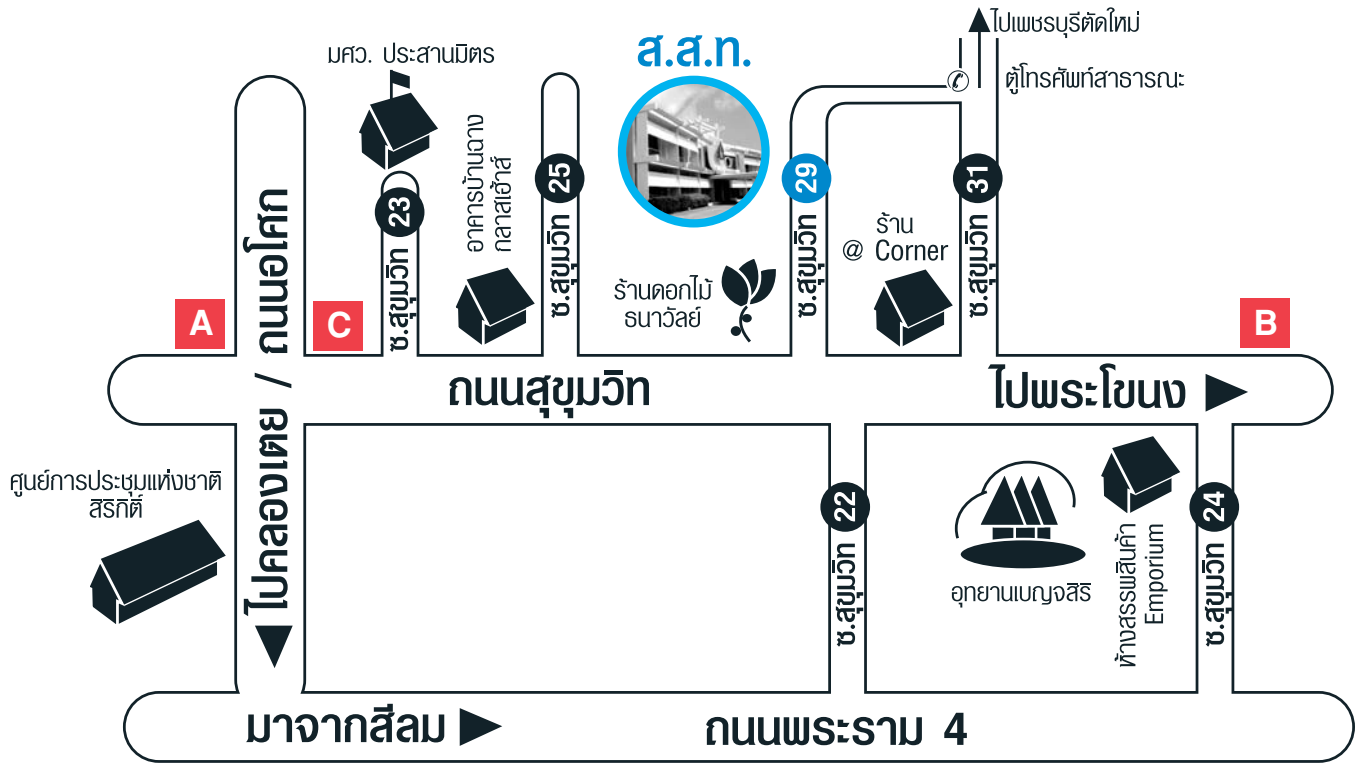 ไปเพชรบุรีตัดใหม่
ส.ส.ท.
มศว. ประสานมิตร
ตู้โทรศัพท์สาธารณะ
อาคารบ้านฉาง
กลาสเฮ้าส์
25
29
31
23
ซ.สุขุมวิท
ซ.สุขุมวิท
ซ.สุขุมวิท
ซ.สุขุมวิท
ร้าน
@ Corner
ร้านดอกไม้
ธนาวัลย์
ถนนอโศก
A
C
B
/
ถนนสุขุมวิท
ไปพระโขนง
ไปคลองเตย
ศูนย์การประชุมแห่งชาติ
สิริกิติ์
22
24
ซ.สุขุมวิท
ซ.สุขุมวิท
ห้างสรรพสินค้า
Emporium
อุทยานเบญจสิริ
มาจากสีลม
ถนนพระราม 4